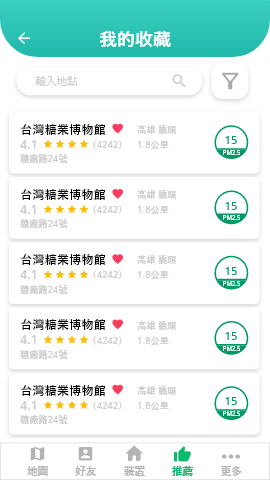 我的收藏
輸入地點
台灣糖業博物館
高雄 橋頭
4.1 (4242)
1.8公里
糖廠路24號
15
PM2.5
台灣糖業博物館
高雄 橋頭
4.1 (4242)
1.8公里
糖廠路24號
15
PM2.5
台灣糖業博物館
高雄 橋頭
4.1 (4242)
1.8公里
糖廠路24號
15
PM2.5
台灣糖業博物館
高雄 橋頭
4.1 (4242)
1.8公里
糖廠路24號
15
PM2.5
台灣糖業博物館
高雄 橋頭
4.1 (4242)
1.8公里
糖廠路24號
15
PM2.5
地圖 好友 裝置 推薦 更多